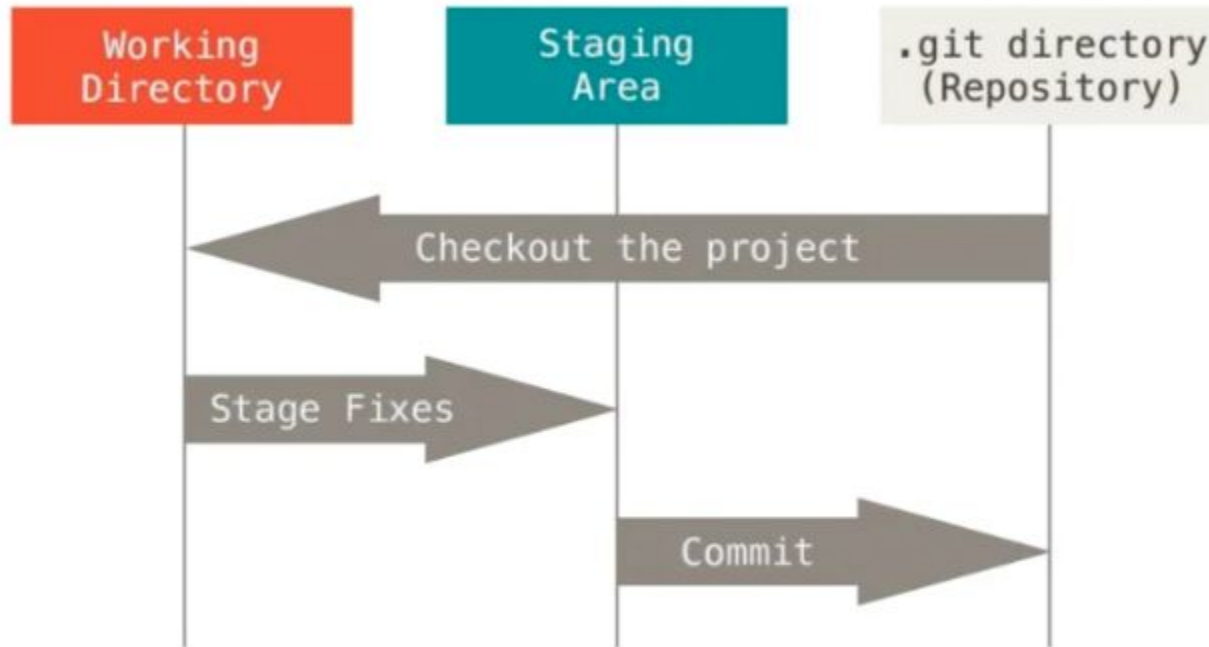 Working
Directory
Staging
Area
.git directory
(Repository)
Checkout the project
Stage Fixes
Commit